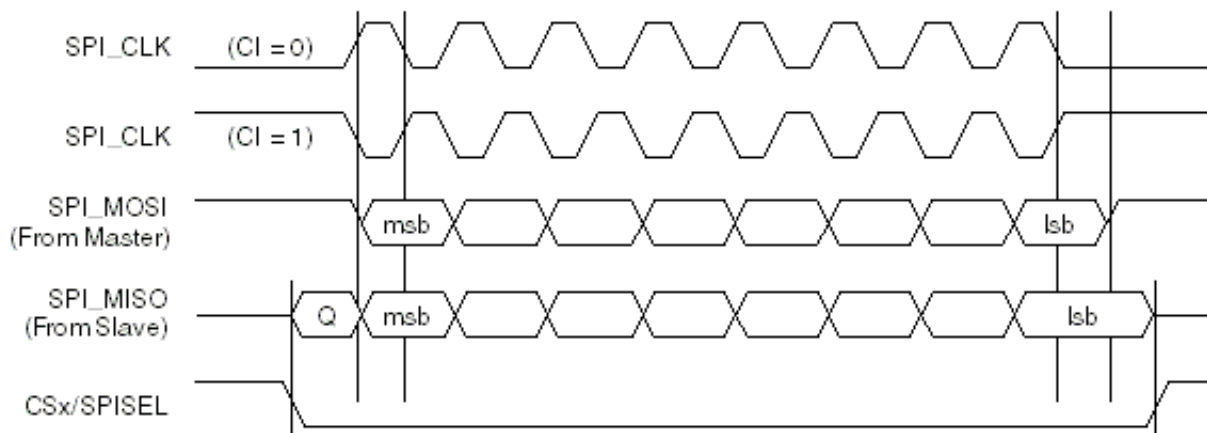 SPI_CLK (CI = 0)
SPI_CLK (CI = 1)
SPI_MOSI
(From Master)
msb lsb
SPI_MISO
(From Slave)
Q msb lsb
CSx/SPISEL